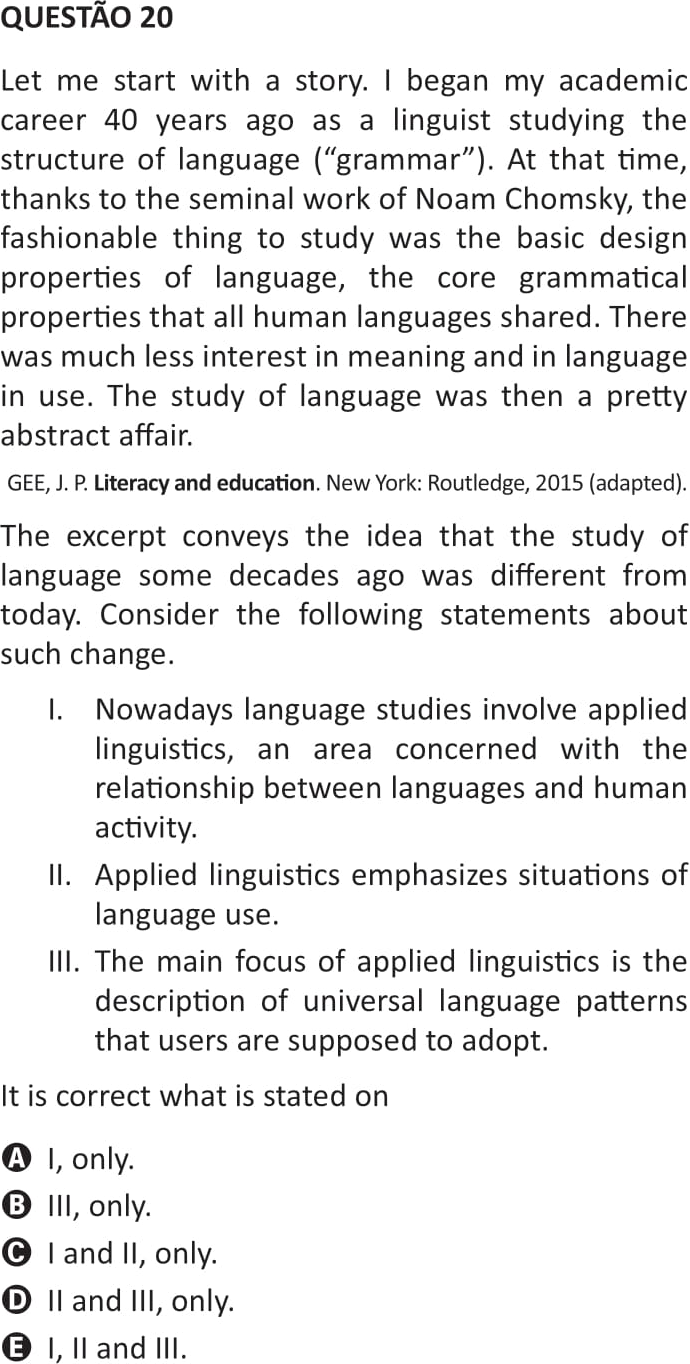 QUESTÃO 20
Let me start with a story. I began my academic
career 40 years ago as a linguist studying the
structure of language (“grammar”). At that time,
thanks to the seminal work of Noam Chomsky, the
fashionable thing to study was the basic design
properties of language, the core grammatical
properties that all human languages shared. There
was much less interest in meaning and in language
in use. The study of language was then a pretty
abstract affair.
GEE, J. P. Literacy and education. New York: Routledge, 2015 (adapted).
The excerpt conveys the idea that the study of
language some decades ago was different from
today. Consider the following statements about
such change.
I. Nowadays language studies involve applied
linguistics, an area concerned with the
relationship between languages and human
activity.
II. Applied linguistics emphasizes situations of
language use.
III. The main focus of applied linguistics is the
description of universal language patterns
that users are supposed to adopt.
It is correct what is stated on
A I, only.
B III, only.
C I and II, only.
D II and III, only.
E I, II and III.